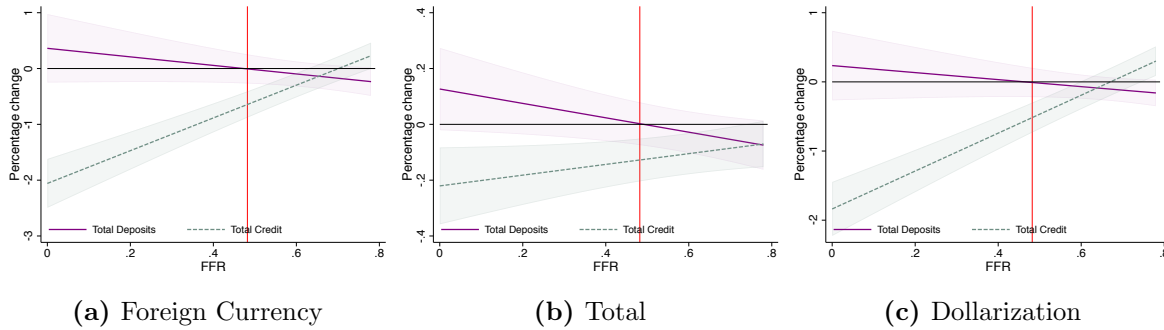 Percentage change
1
0
-1
-2
-3
Total Deposits
Total Credit
0
.2
.4
.6
.8
FFR
(a) Foreign Currency
Percentage change
.4
.2
0
-.2
-.4
Total Deposits
Total Credit
0
.2
.4
.6
.8
FFR
(b) Total
Percentage change
1
0
-1
-2
Total Deposits
Total Credit
0
.2
.4
.6
.8
FFR
(c) Dollarization